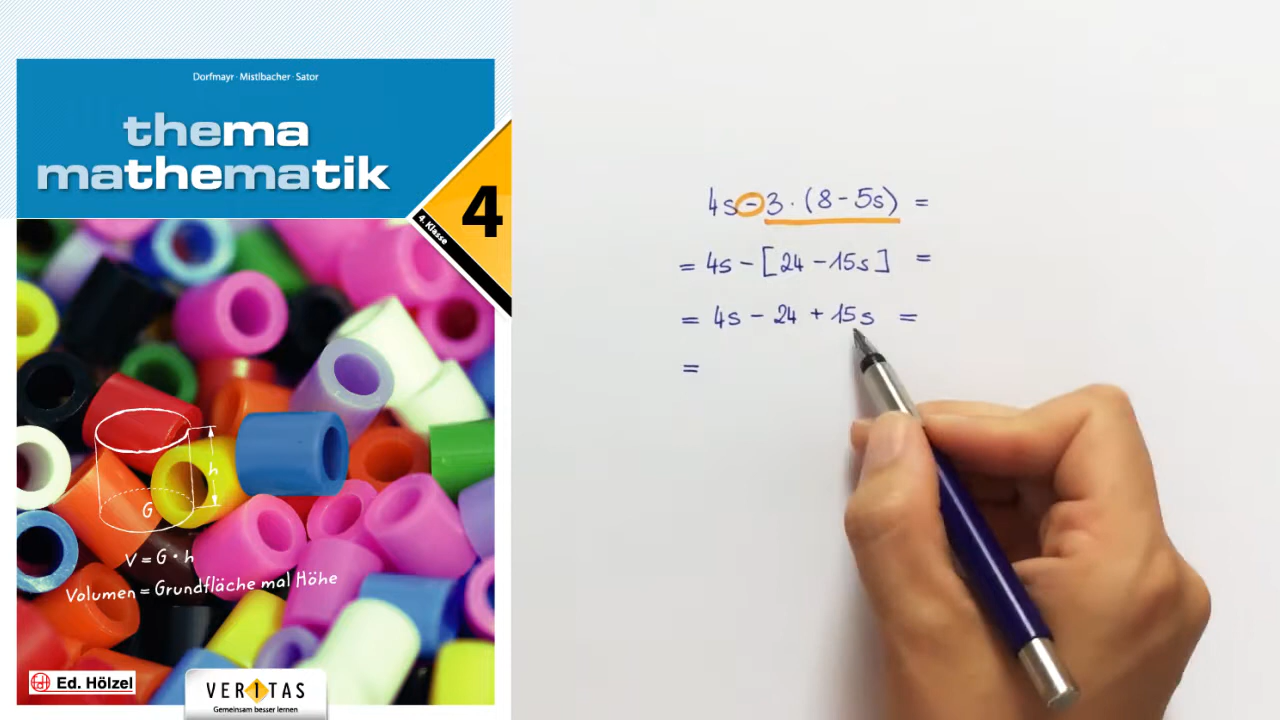 Dorfmayr · Mistlbacher · Sator
thema
mathematik
4. Klasse
4
h
G
V = G · h
Volumen = Grundfläche mal Höhe
Ed. Hölzel
VERITAS
Gemeinsam besser lernen
4s - 3 · (8 - 5s) =
= 4s - [24 - 15s] =
= 4s - 24 + 15s =
=